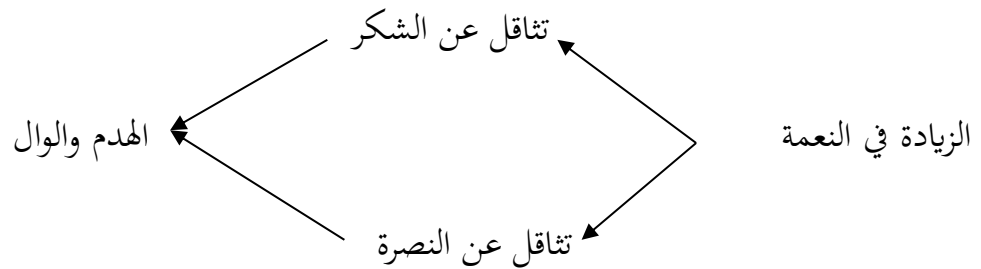 تثاقل عن الشكر
الزيادة في النعمة
الهدم والوال
تثاقل عن النصرة